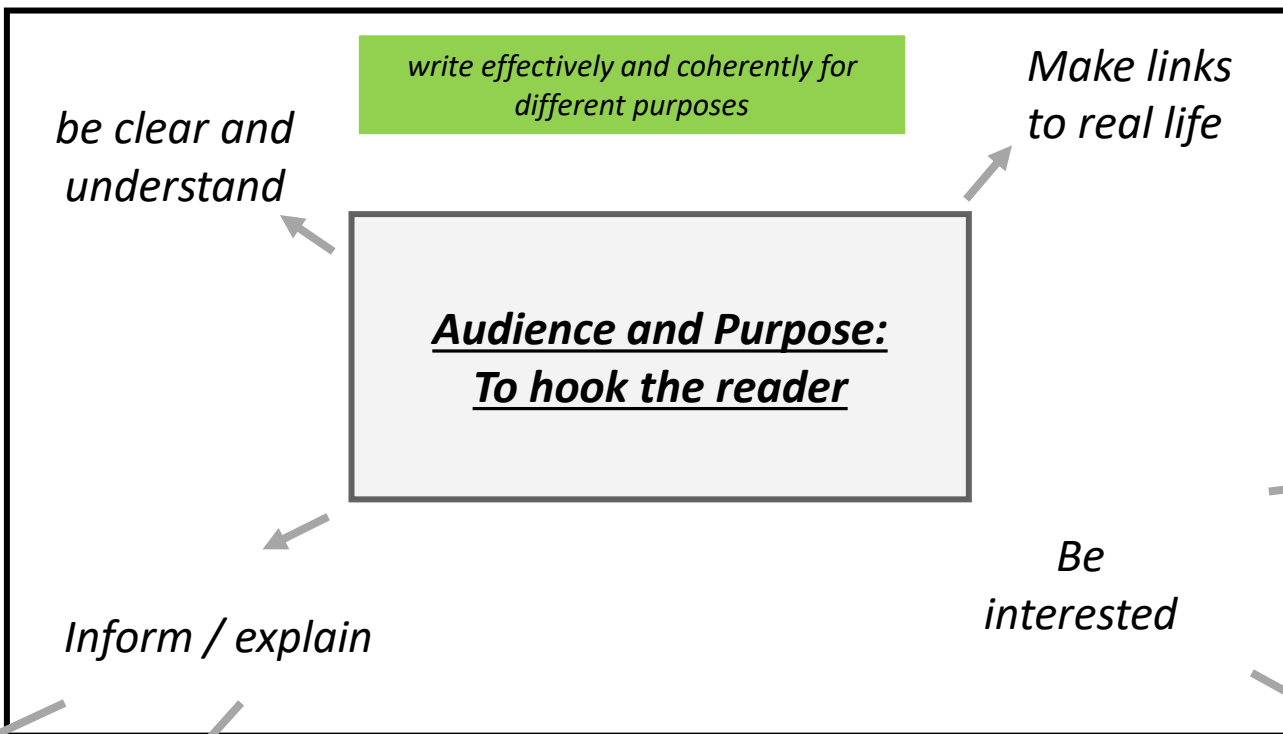 write effectively and coherently for
different purposes
Make links
to real life
be clear and
understand
Audience and Purpose:
To hook the reader
Be
interested
Inform / explain